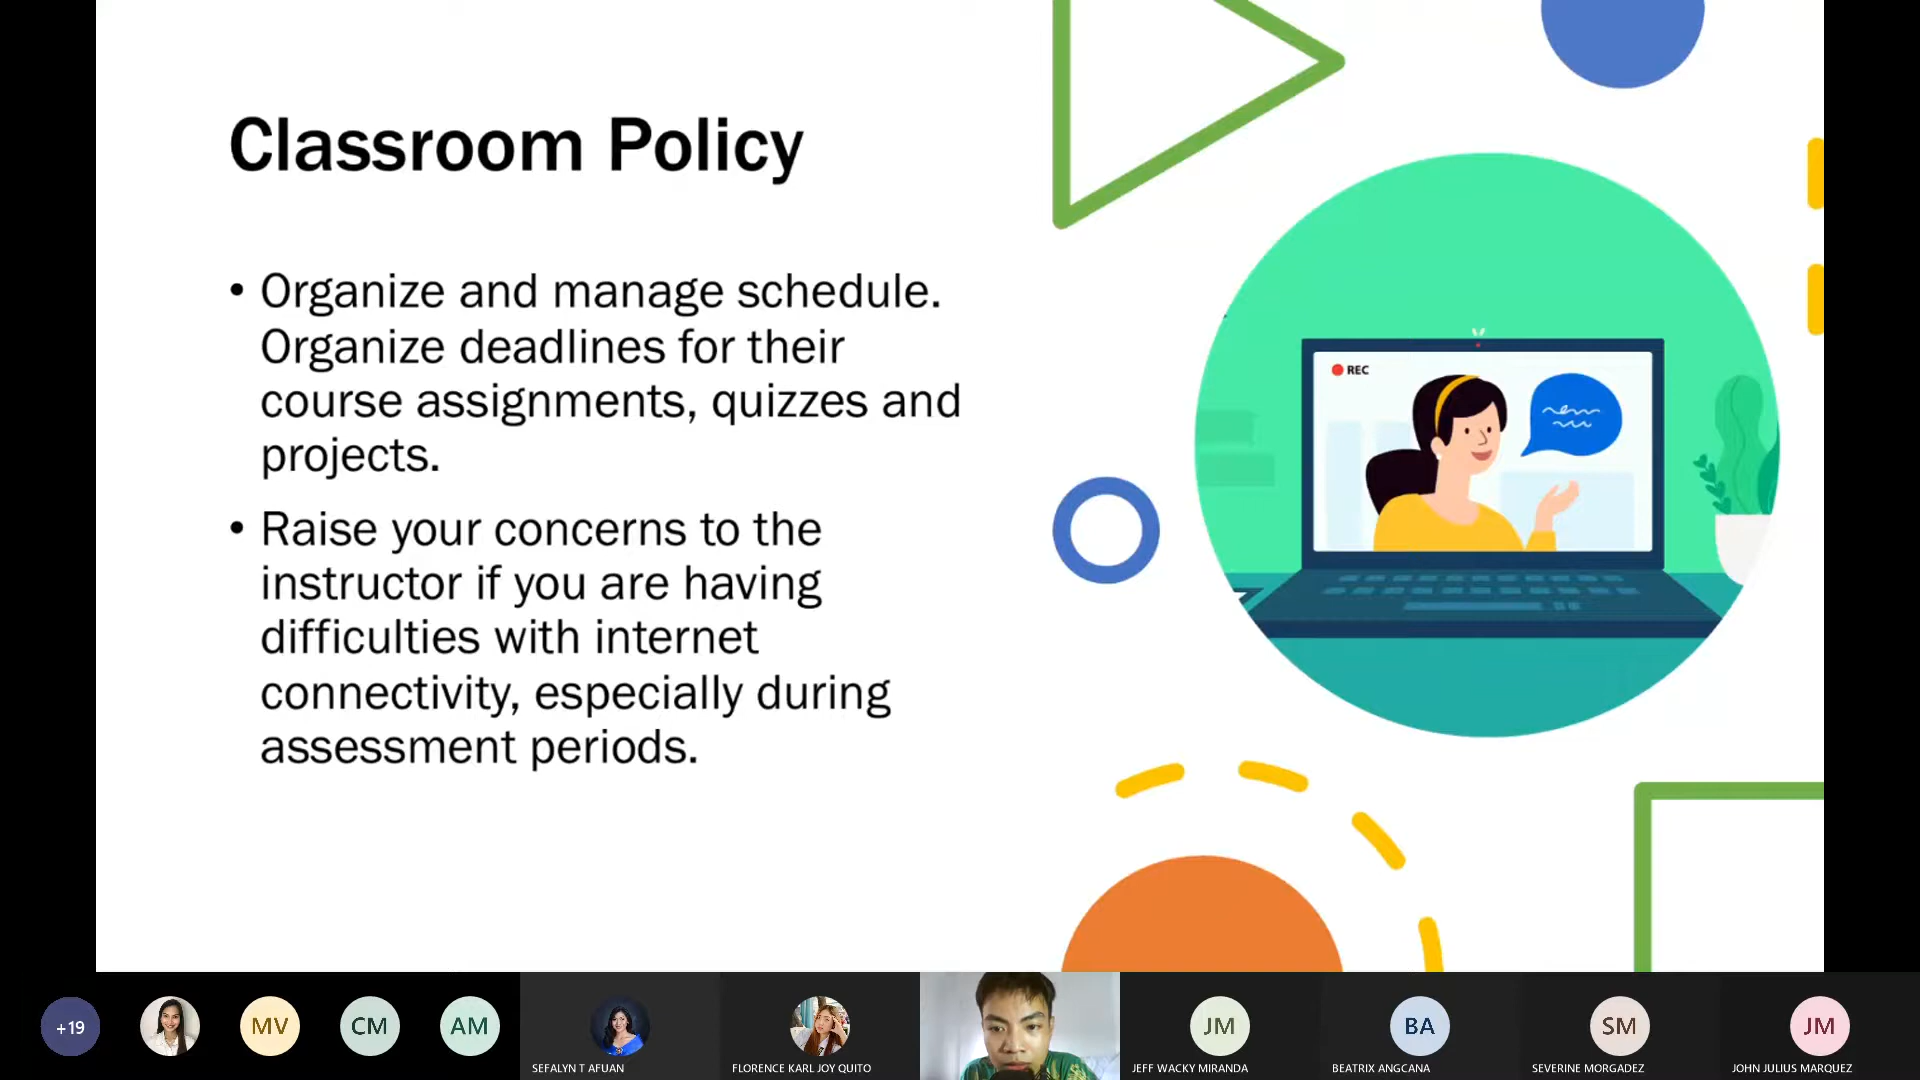 Classroom Policy
• Organize and manage schedule.
Organize deadlines for their
course assignments, quizzes and
projects.
• Raise your concerns to the
instructor if you are having
difficulties with internet
connectivity, especially during
assessment periods.
REC
+19
MV
CM
AM
JM
BA
SM
JM
SEFALYN T AFUAN
FLORENCE KARL JOY QUITO
JEFF WACKY MIRANDA
BEATRIX ANGCANA
SEVERINE MORGADEZ
JOHN JULIUS MARQUEZ